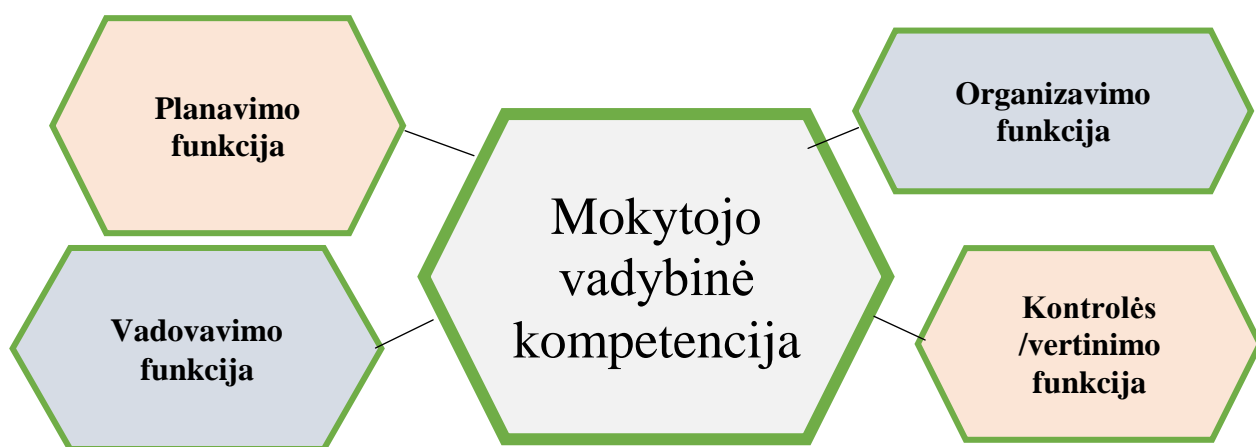 Planavimo
funkcija
Organizavimo
funkcija
Mokytojo
vadybinė
kompetencija
Vadovavimo
funkcija
Kontrolės
/vertinimo
funkcija